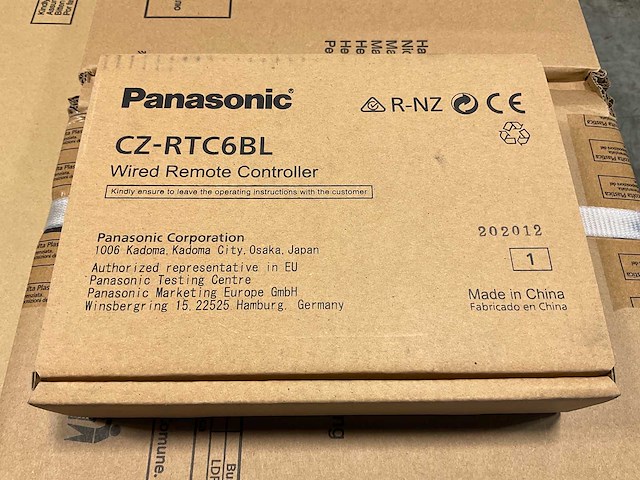 Panasonic
R-NZ CE
CZ-RTC6BL
Wired Remote Controller
Kindly ensure to leave the operating instructions with the customer
202012
1
Panasonic Corporation
1006 Kadoma, Kadoma City, Osaka, Japan
Authorized representative in EU
Panasonic Testing Centre
Panasonic Marketing Europe GmbH
Winsbergring 15, 22525 Hamburg, Germany
Made in China
Fabricado en China